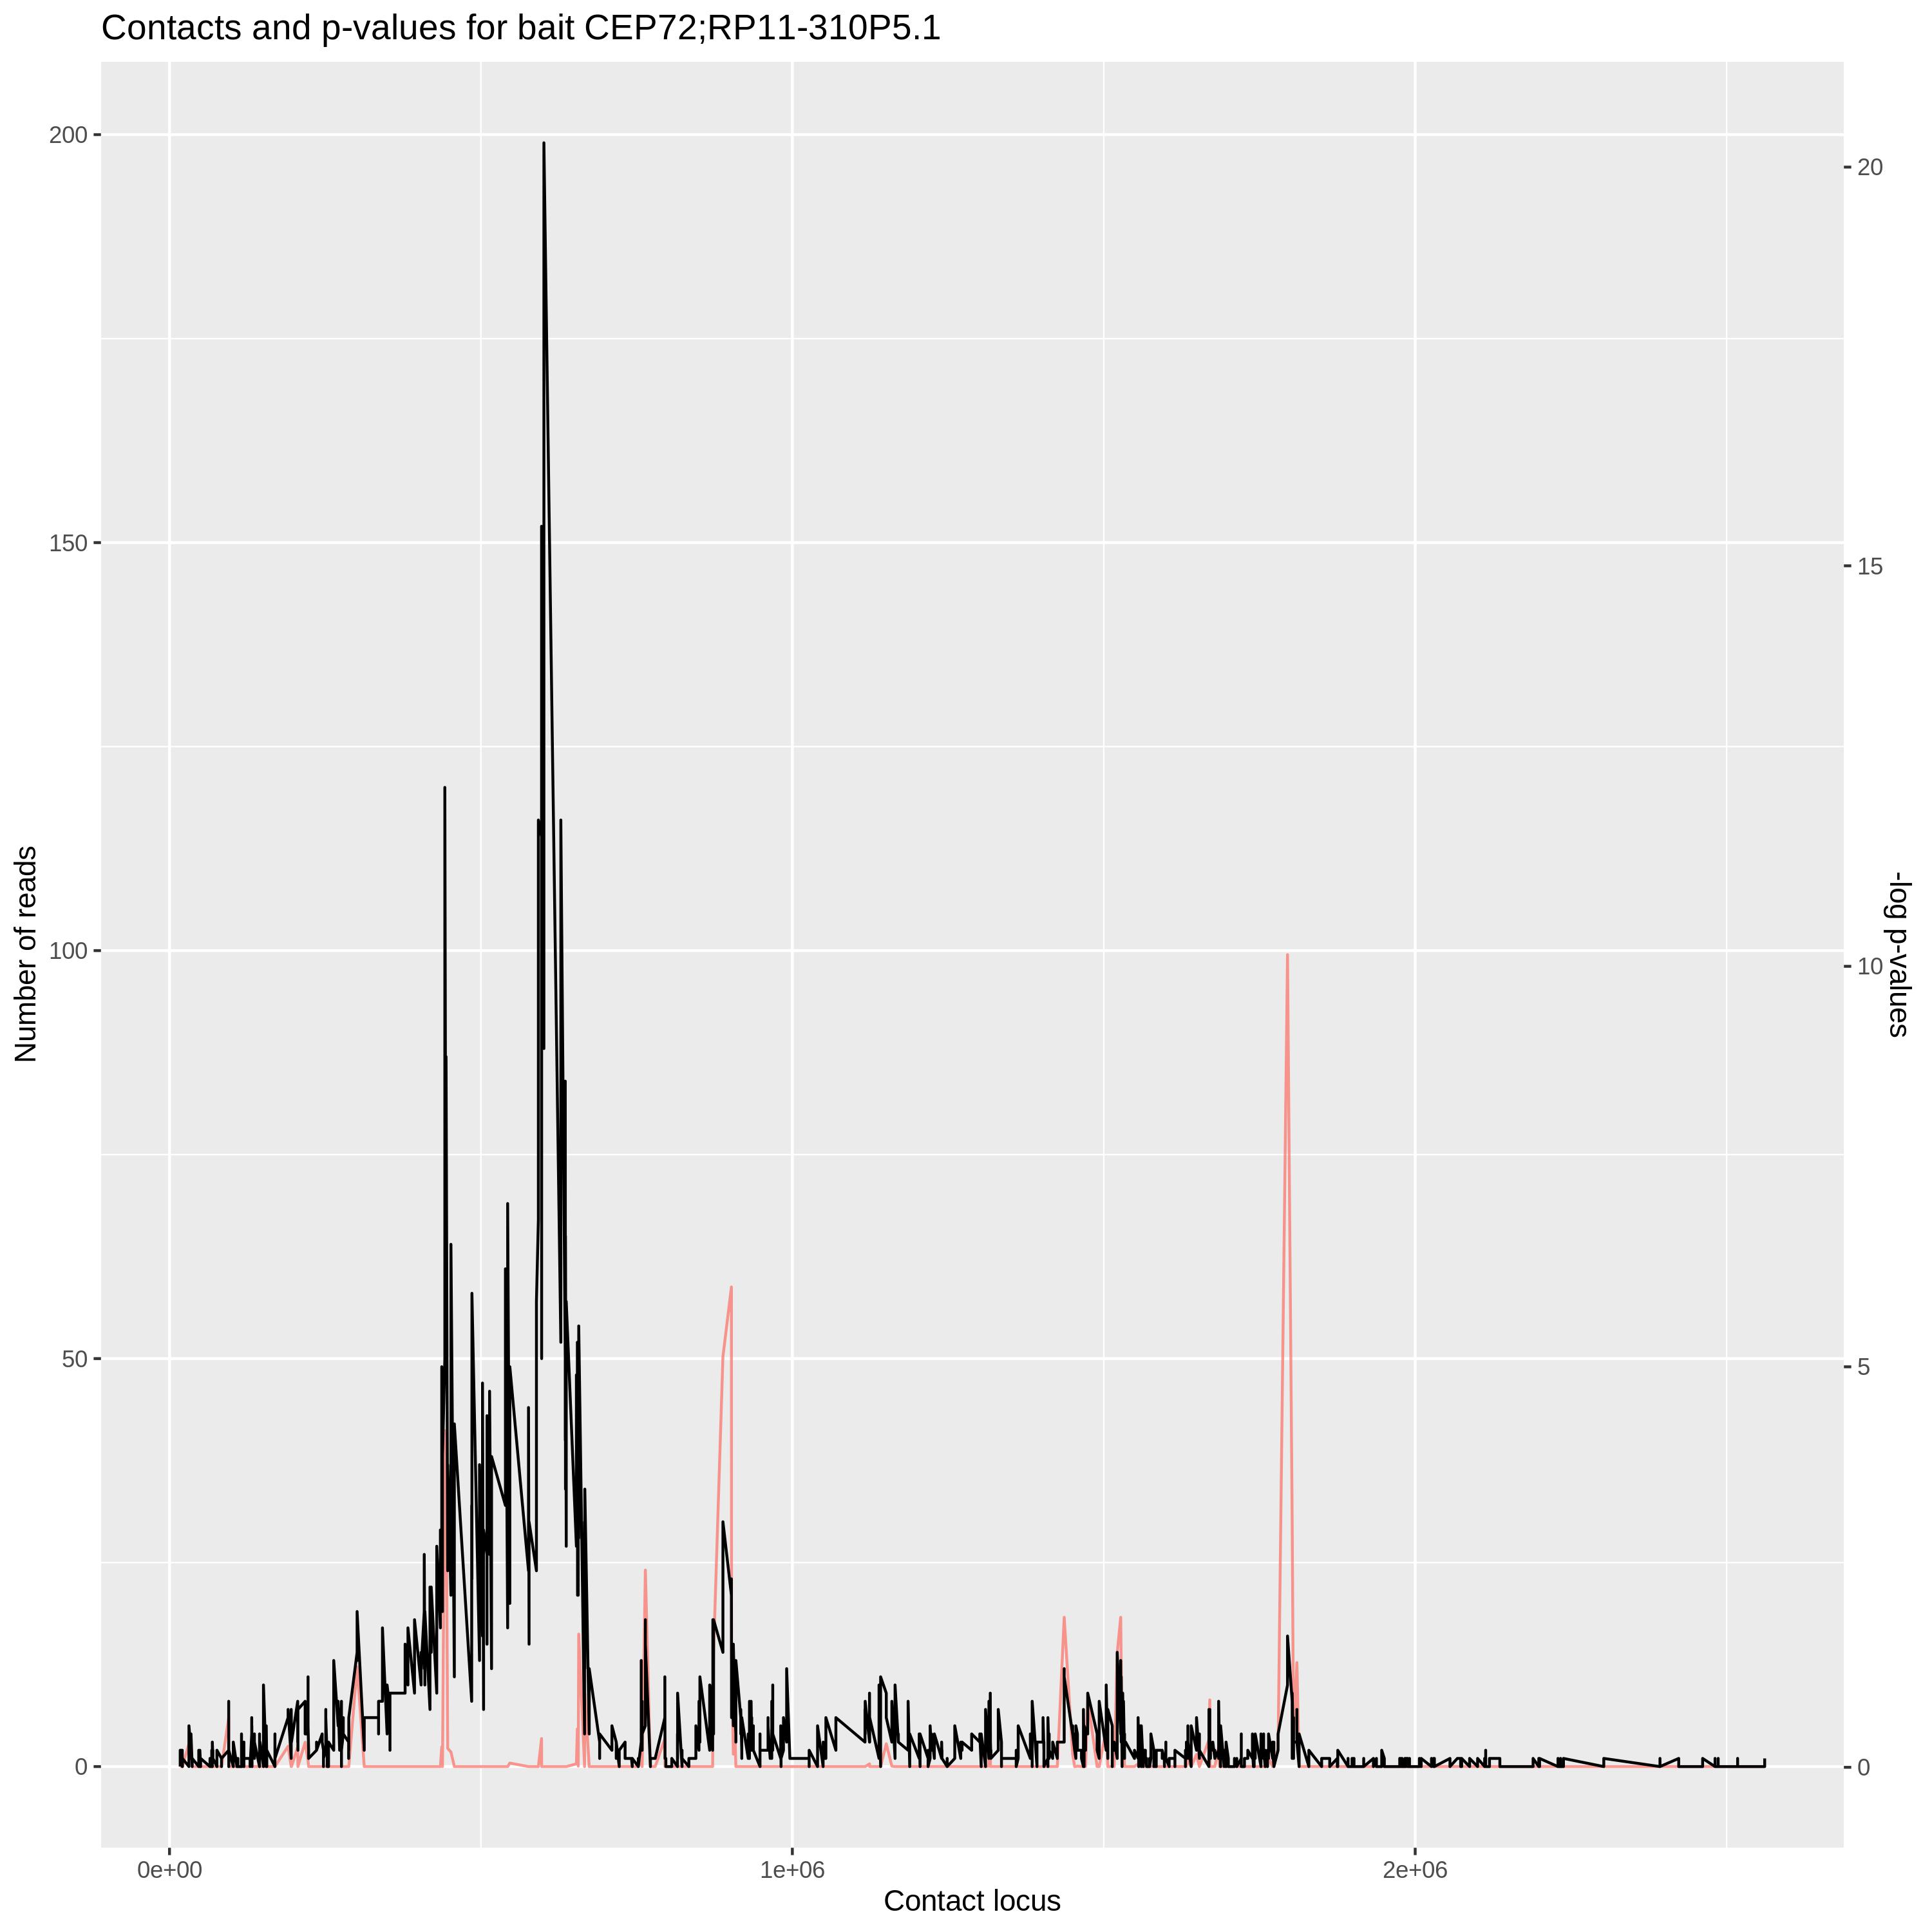 Contacts and p-values for bait CEP72;RP11-310P5.1
200
150
100
50
0
Number of reads
20
15
10
5
0
-log p-values
0e+00
1e+06
2e+06
Contact locus